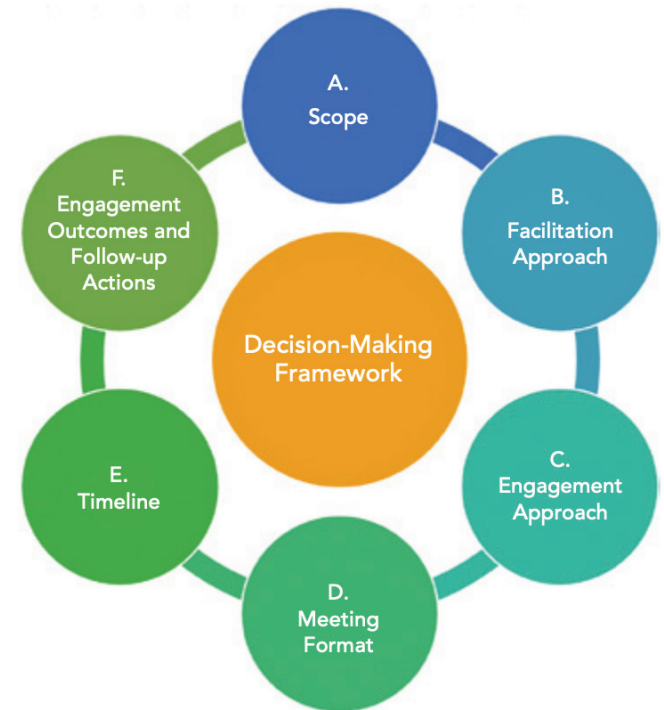 A.
Scope
B.
Facilitation
Approach
C.
Engagement
Approach
D.
Meeting
Format
E.
Timeline
F.
Engagement
Outcomes and
Follow-up
Actions
Decision-Making
Framework